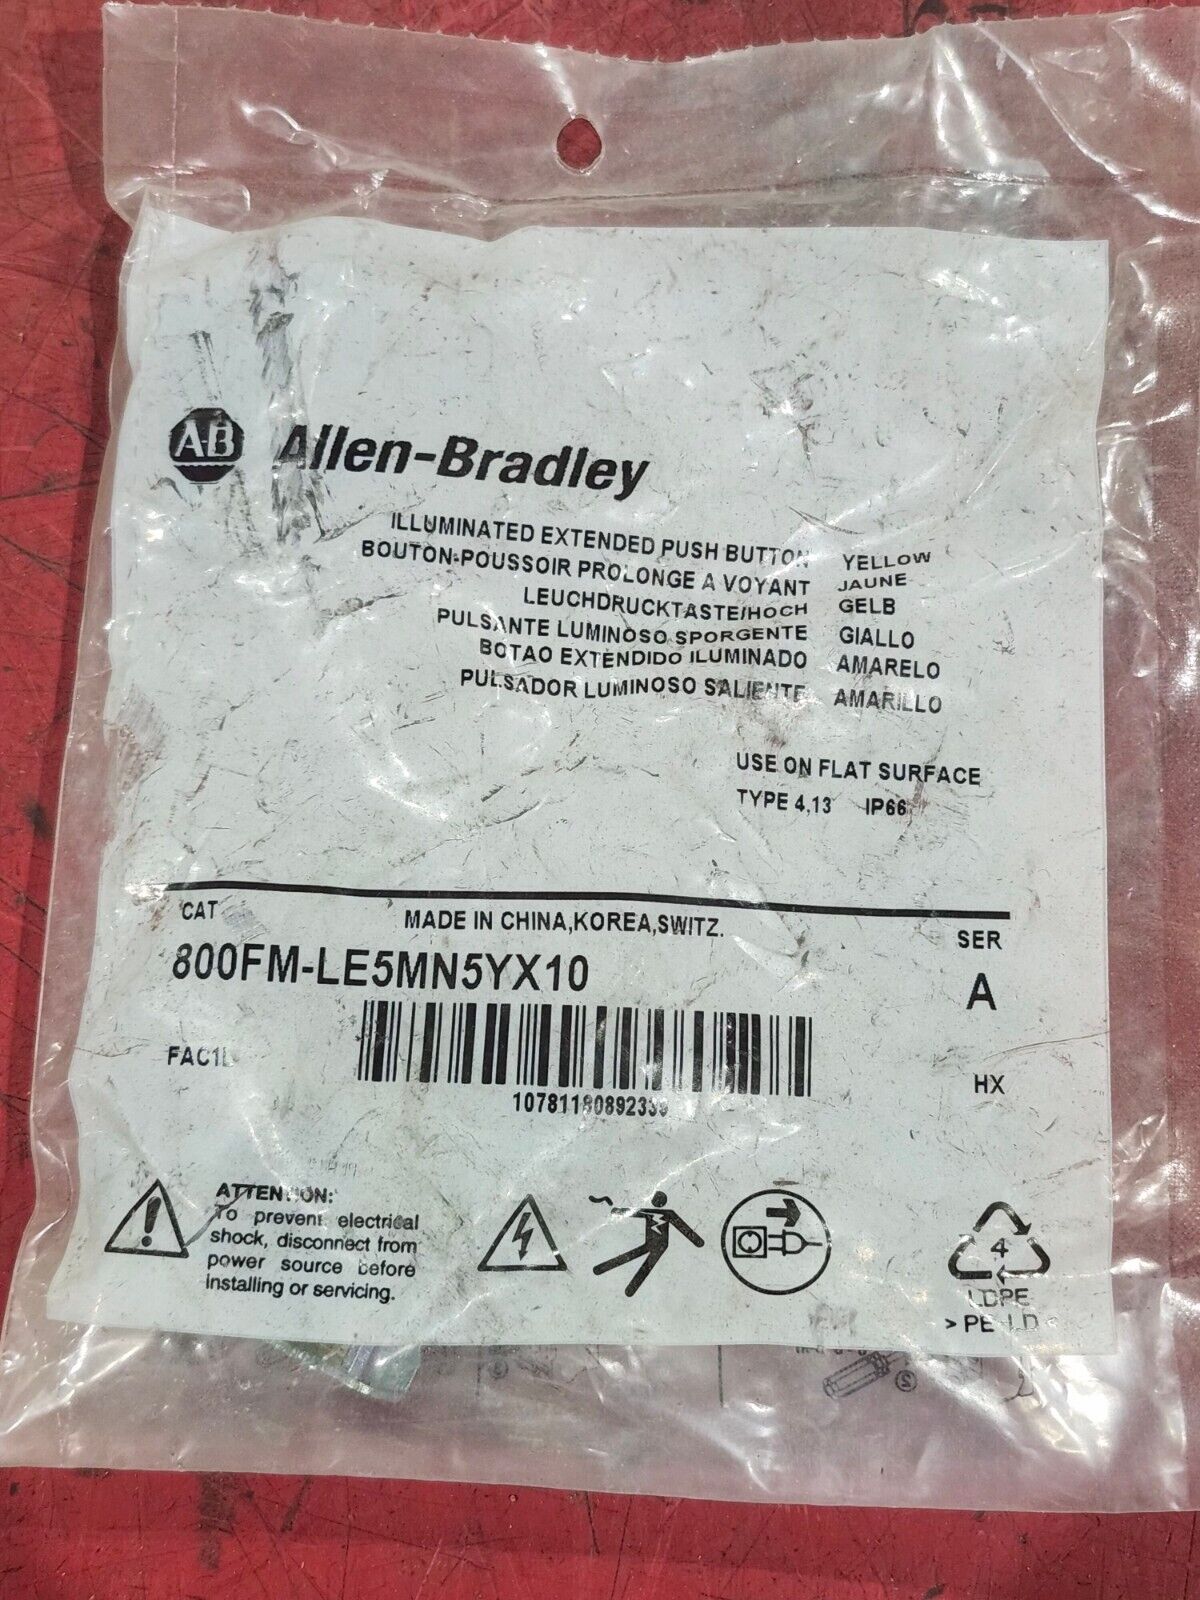 A-B Allen-Bradley
ILLUMINATED EXTENDED PUSH BUTTON YELLOW
BOUTON-POUSSOIR PROLONGE A VOYANT JAUNE
LEUCHDRUCKTASTE/HOCH GELB
PULSANTE LUMINOSO SPORGENTE GIALLO
BOTAO EXTENDIDO ILUMINADO AMARELO
PULSADOR LUMINOSO SALIENTE AMARILLO
USE ON FLAT SURFACE
TYPE 4,13 IP66
CAT MADE IN CHINA,KOREA,SWITZ. SER
800FM-LE5MN5YX10 A
FAC1L HX
10781180892339
ATTENTION:
To prevent electrical
shock, disconnect from
power source before
installing or servicing.
4
LDPE
>PE-LD<